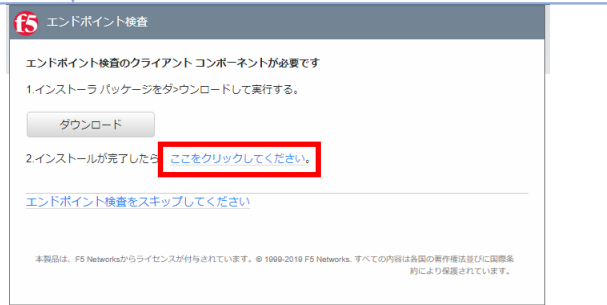 f5 エンドポイント検査
エンドポイント検査のクライアント コンポーネントが必要です
1.インストーラ パッケージをダウンロードして実行する。
ダウンロード
2.インストールが完了したら、ここをクリックしてください。
エンドポイント検査をスキップしてください
本製品は、F5 Networksからライセンスが付与されています。© 1999-2019 F5 Networks. すべての内容は各国の著作権法並びに国際条
約により保護されています。